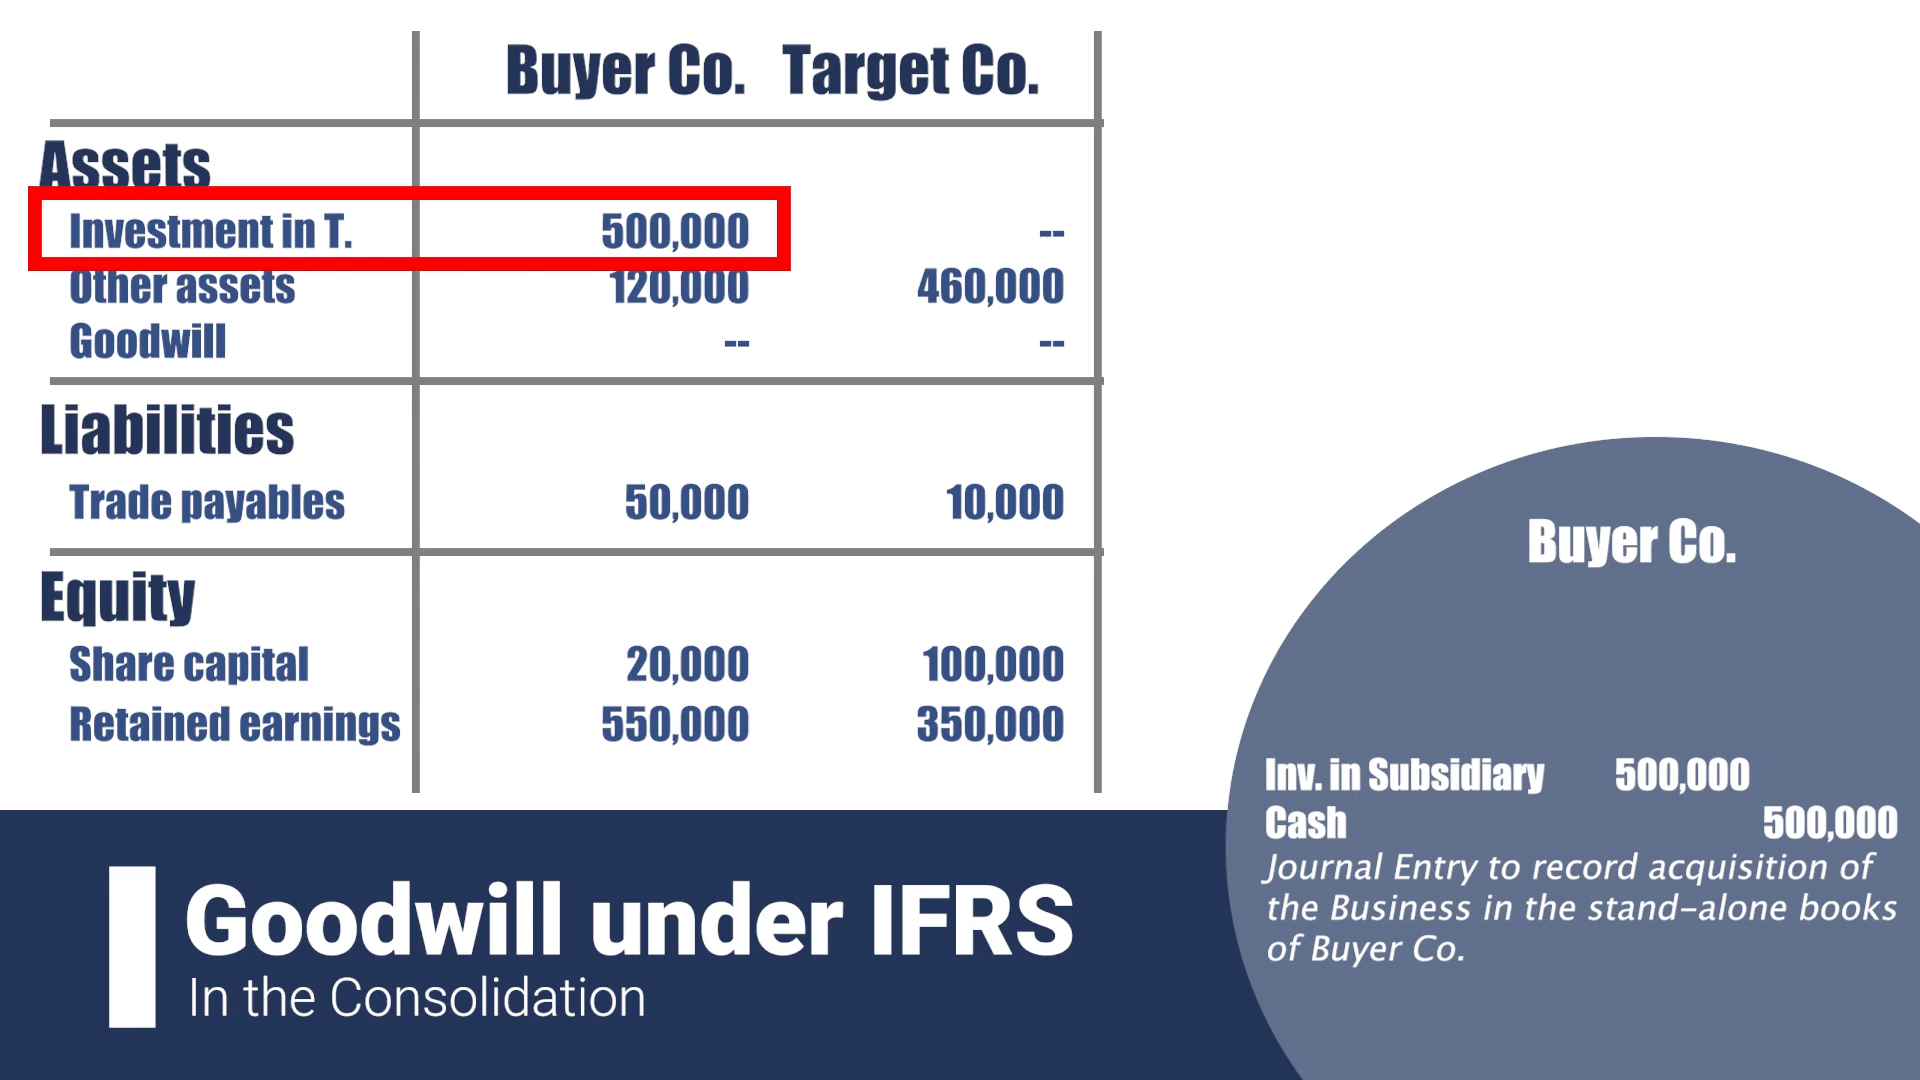 Buyer Co. Target Co.
Assets
Investment in T. 500,000 --
Other assets 120,000 460,000
Goodwill -- --
Liabilities
Trade payables 50,000 10,000
Equity
Share capital 20,000 100,000
Retained earnings 550,000 350,000
Buyer Co.
Inv. in Subsidiary 500,000
Cash 500,000
Journal Entry to record acquisition of
the Business in the stand-alone books
of Buyer Co.
Goodwill under IFRS
In the Consolidation